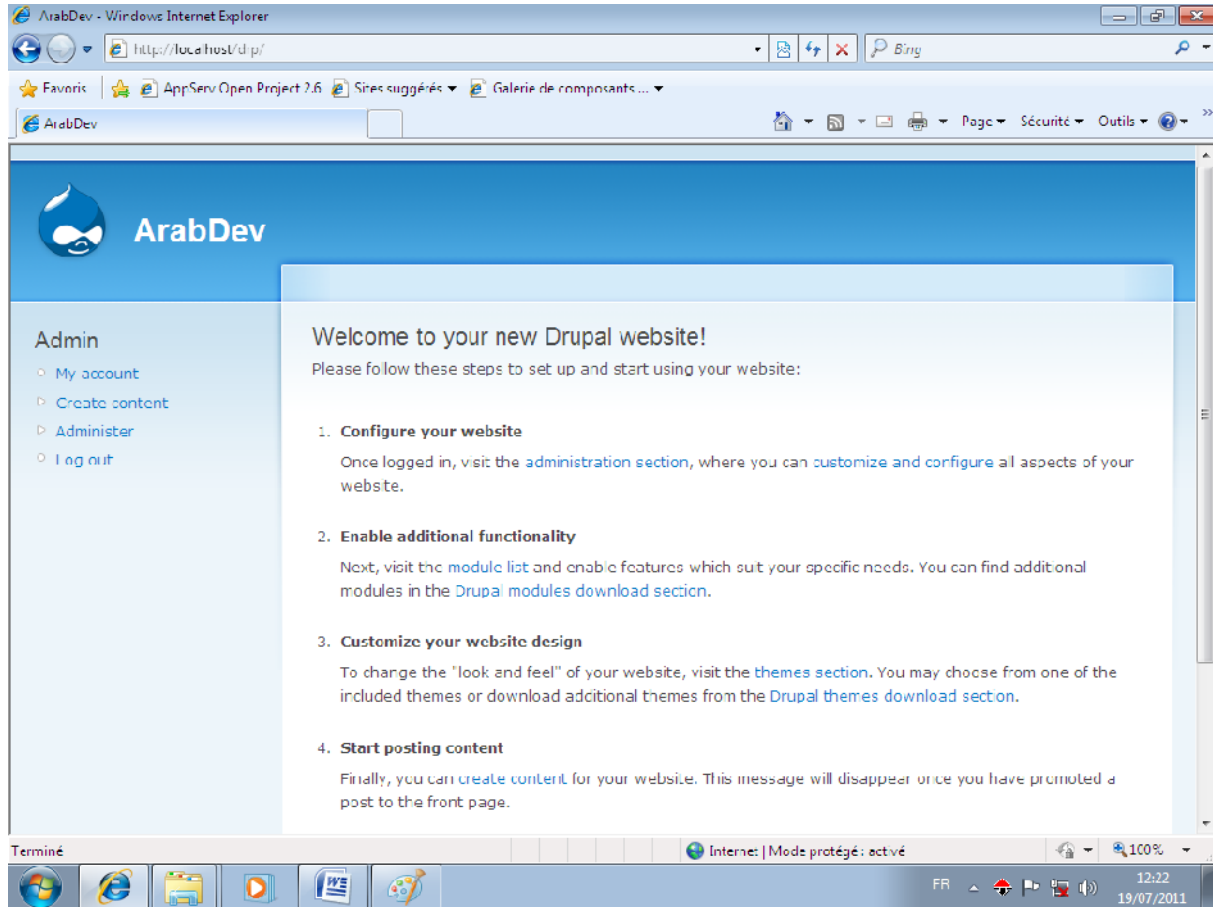 ArabDev - Windows Internet Explorer
http://localhost/drp/
Bing
Favoris
AppServ Open Project 2.6
Sites suggérés
Galerie de composants ...
ArabDev
Page
Sécurité
Outils
ArabDev
Admin
My account
Create content
Administer
Log out
Welcome to your new Drupal website!
Please follow these steps to set up and start using your website:
1. Configure your website
Once logged in, visit the administration section, where you can customize and configure all aspects of your
website.
2. Enable additional functionality
Next, visit the module list and enable features which suit your specific needs. You can find additional
modules in the Drupal modules download section.
3. Customize your website design
To change the "look and feel" of your website, visit the themes section. You may choose from one of the
included themes or download additional themes from the Drupal themes download section.
4. Start posting content
Finally, you can create content for your website. This message will disappear once you have promoted a
post to the front page.
Terminé
Internet | Mode protégé : activé
100%
FR
12:22
19/07/2011